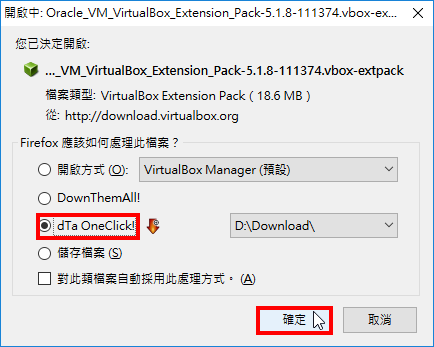 開啟中: Oracle_VM_VirtualBox_Extension_Pack-5.1.8-111374.vbox-ex...
您已決定開啟:
..._VM_VirtualBox_Extension_Pack-5.1.8-111374.vbox-extpack
檔案類型: VirtualBox Extension Pack ( 18.6 MB )
從: http://download.virtualbox.org
Firefox 應該如何處理此檔案？
開啟方式 (O): VirtualBox Manager (預設)
DownThemAll!
dTa OneClick! D:\Download\
儲存檔案 (S)
對此類檔案自動採用此處理方式。 (A)
確定 取消